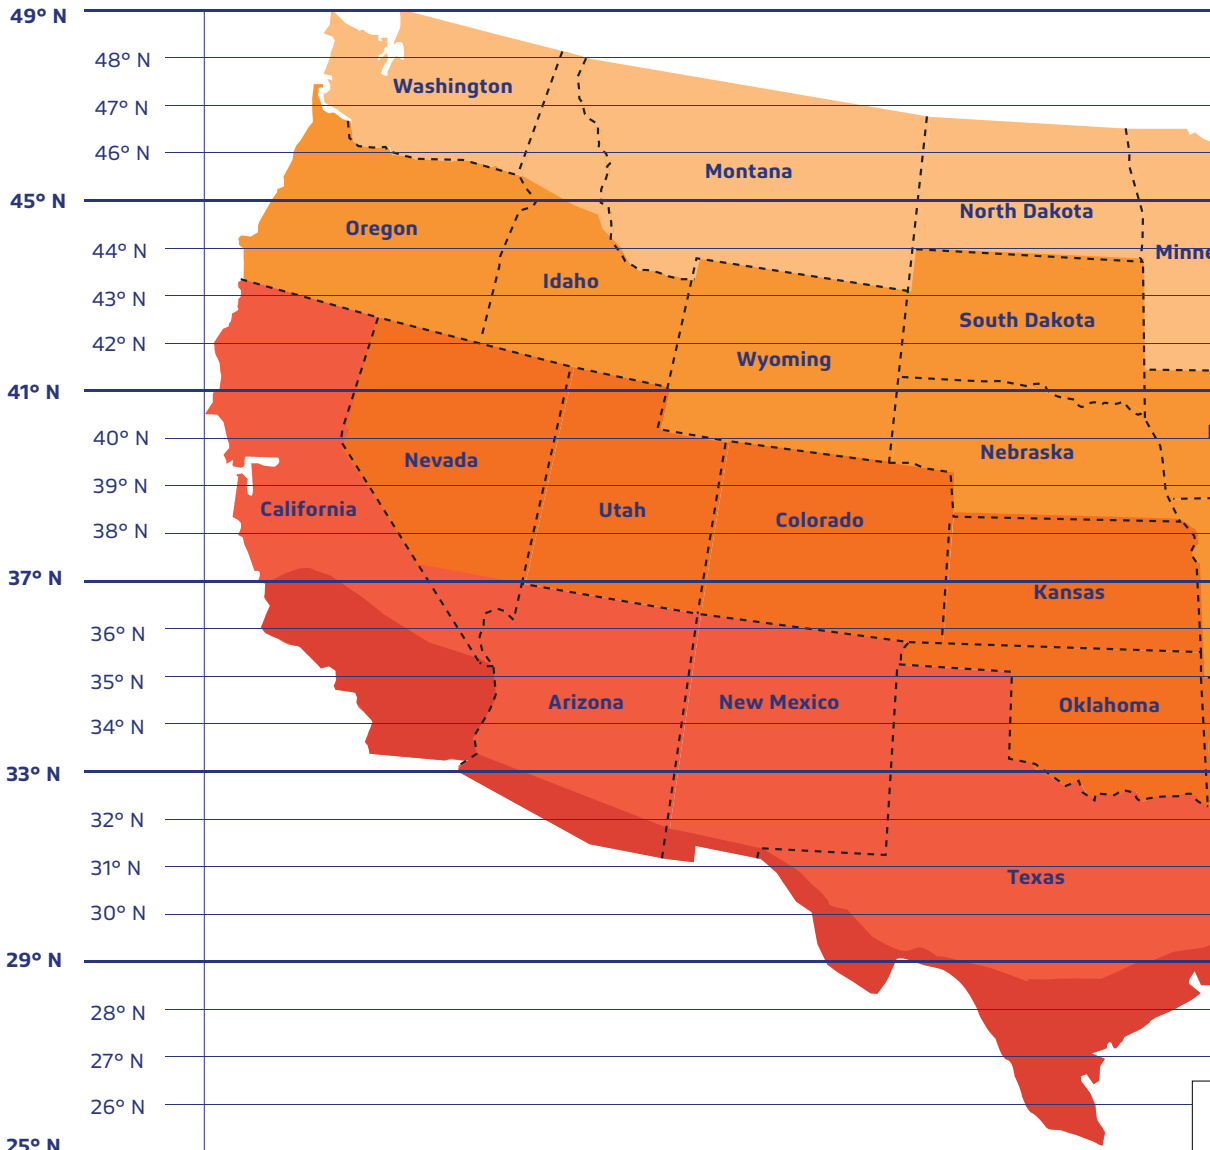 49° N
48° N
Washington
47° N
46° N
Montana
45° N
North Dakota
Oregon
44° N
Minne
Idaho
43° N
South Dakota
42° N
Wyoming
41° N
40° N
Nebraska
Nevada
39° N
California
Utah
Colorado
38° N
37° N
Kansas
36° N
35° N
Arizona
New Mexico
Oklahoma
34° N
33° N
32° N
31° N
Texas
30° N
29° N
28° N
27° N
26° N
25° N